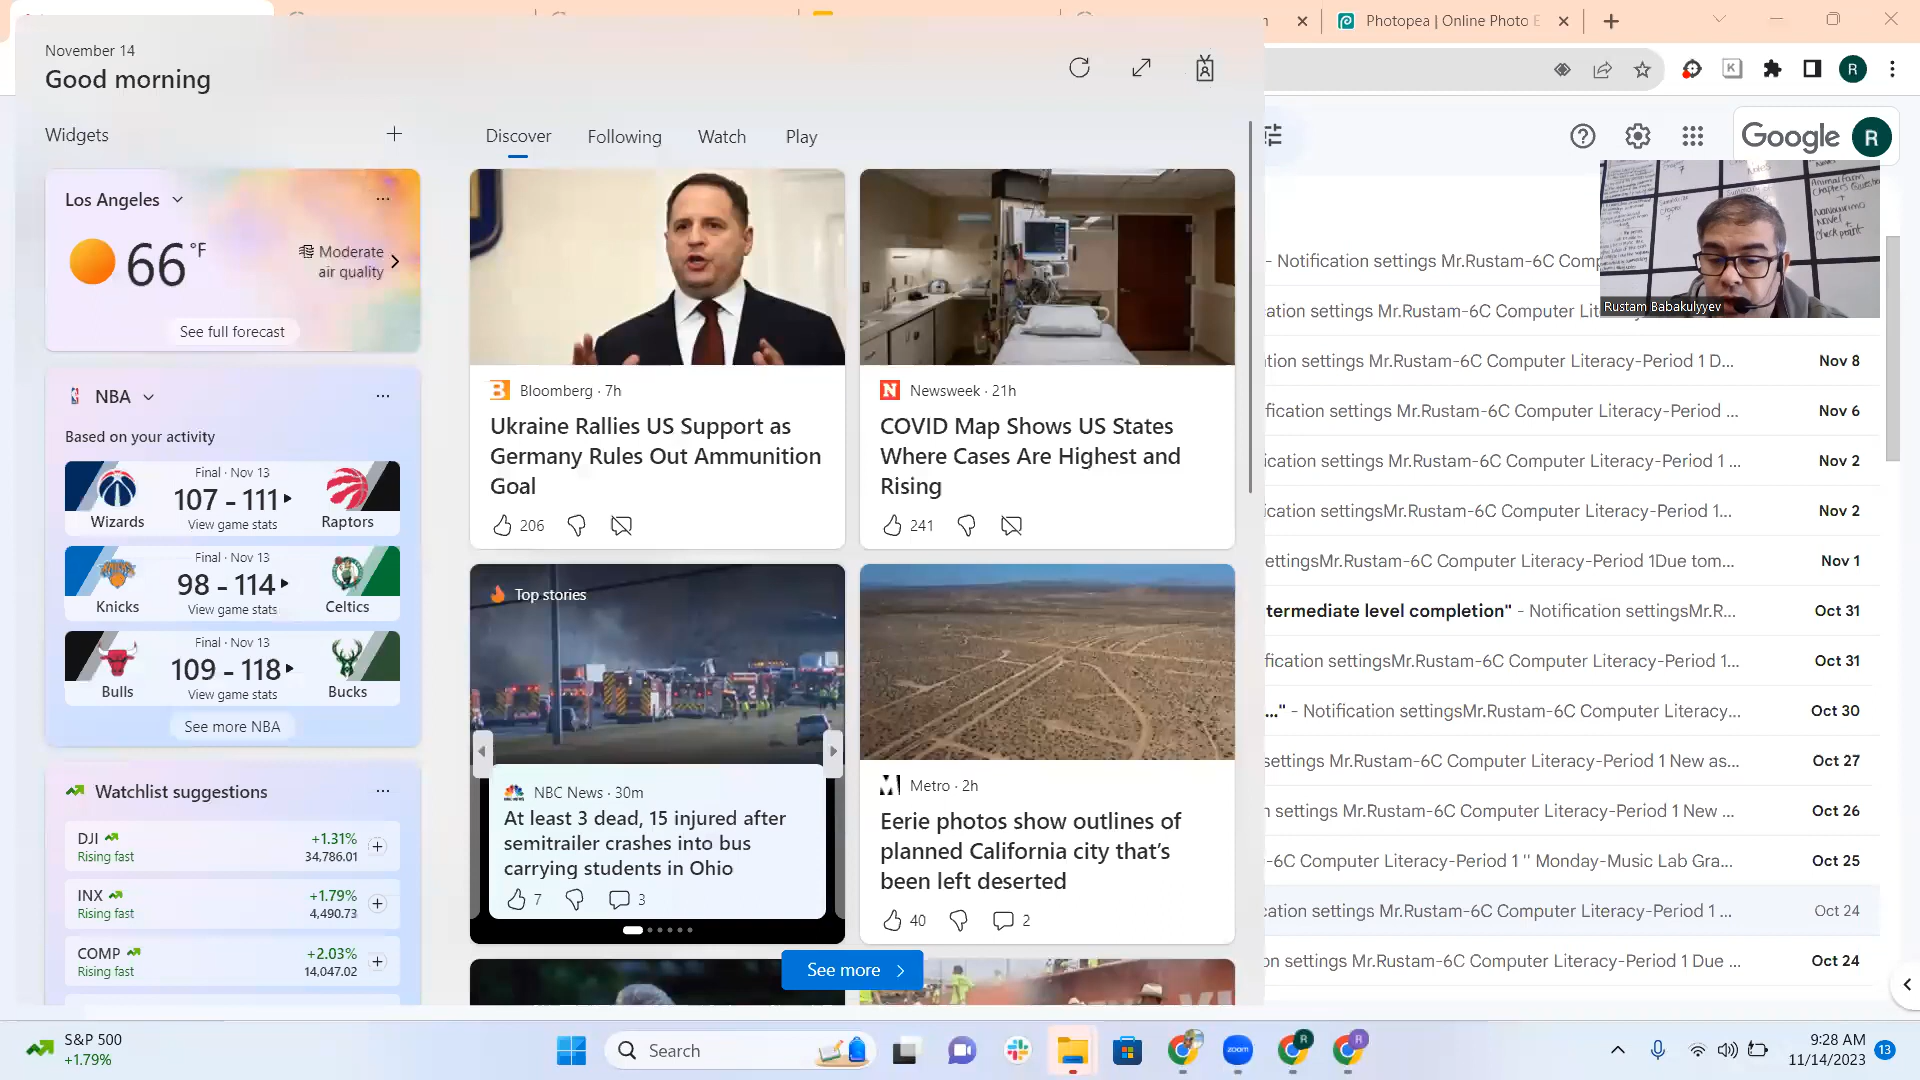 Photopea | Online Photo E
November 14
Good morning
Widgets
Discover
Following
Watch
Play
Google
R
R
Los Angeles
66 °F
Moderate
air quality
See full forecast
NBA
Based on your activity
Final · Nov 13
107 - 111
View game stats
Wizards
Raptors
Final · Nov 13
98 - 114
View game stats
Knicks
Celtics
Final · Nov 13
109 - 118
View game stats
Bulls
Bucks
See more NBA
Watchlist suggestions
DJI
Rising fast
+1.31%
34,786.01
INX
Rising fast
+1.79%
4,490.73
COMP
Rising fast
+2.03%
14,047.02
Bloomberg · 7h
Ukraine Rallies US Support as
Germany Rules Out Ammunition
Goal
206
Newsweek · 21h
COVID Map Shows US States
Where Cases Are Highest and
Rising
241
Top stories
NBC News · 30m
At least 3 dead, 15 injured after
semitrailer crashes into bus
carrying students in Ohio
7
3
Metro · 2h
Eerie photos show outlines of
planned California city that's
been left deserted
40
2
See more
Rustam Babakulyyev
- Notification settings Mr.Rustam-6C Comp
ation settings Mr.Rustam-6C Computer Lit
tion settings Mr.Rustam-6C Computer Literacy-Period 1 D... Nov 8
fication settings Mr.Rustam-6C Computer Literacy-Period ... Nov 6
ication settings Mr.Rustam-6C Computer Literacy-Period 1 ... Nov 2
ication settingsMr.Rustam-6C Computer Literacy-Period 1... Nov 2
ettingsMr.Rustam-6C Computer Literacy-Period 1Due tom... Nov 1
termediate level completion" - Notification settingsMr.R... Oct 31
fication settingsMr.Rustam-6C Computer Literacy-Period 1... Oct 31
..." - Notification settingsMr.Rustam-6C Computer Literacy... Oct 30
settings Mr.Rustam-6C Computer Literacy-Period 1 New as... Oct 27
n settings Mr.Rustam-6C Computer Literacy-Period 1 New ... Oct 26
-6C Computer Literacy-Period 1 " Monday-Music Lab Gra... Oct 25
cation settings Mr.Rustam-6C Computer Literacy-Period 1 ... Oct 24
on settings Mr.Rustam-6C Computer Literacy-Period 1 Due ... Oct 24
S&P 500
+1.79%
Search
zoom
9:28 AM
11/14/2023
13